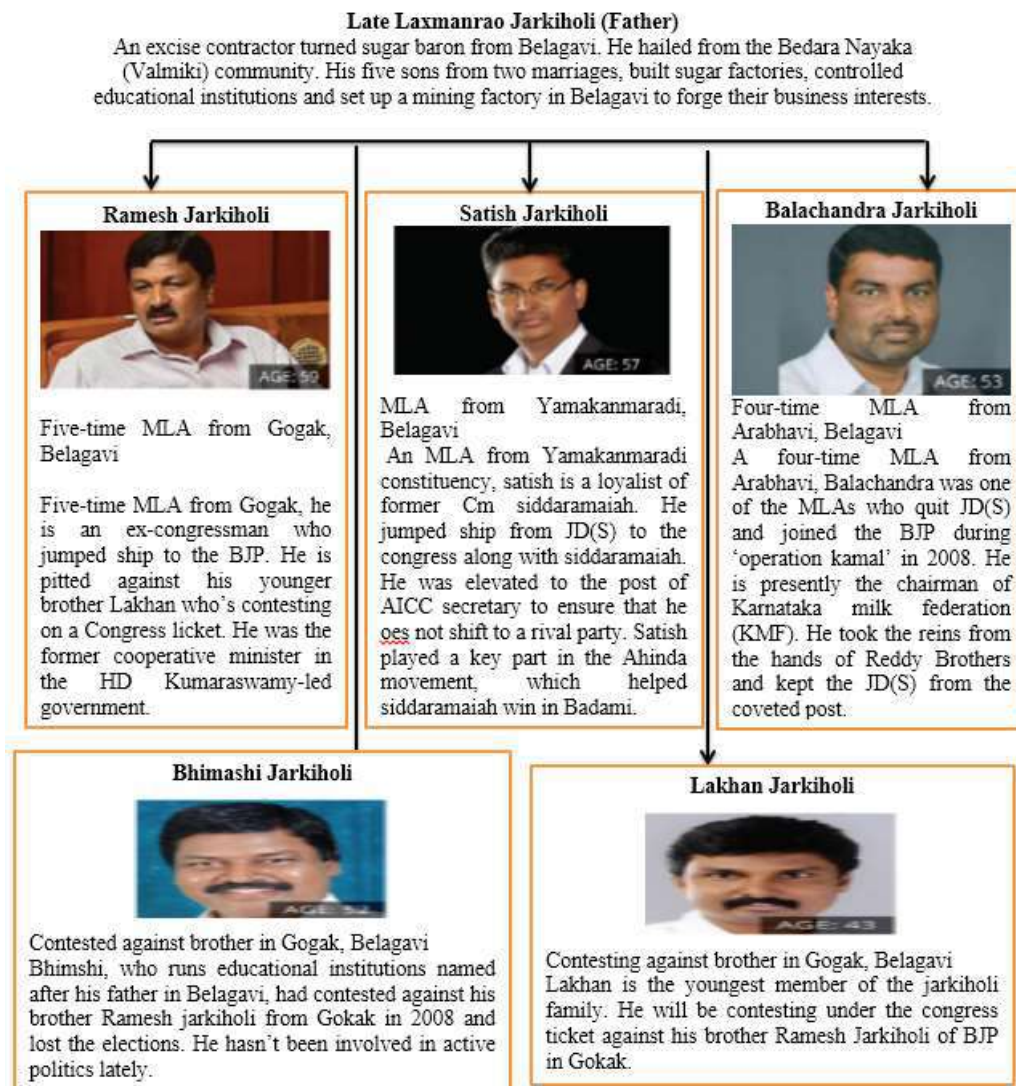 Late Laxmanrao Jarkiholi (Father)
An excise contractor turned sugar baron from Belagavi. He hailed from the Bedara Nayaka
(Valmiki) community. His five sons from two marriages, built sugar factories, controlled
educational institutions and set up a mining factory in Belagavi to forge their business interests.
Ramesh Jarkiholi
AGE: 59
Five-time MLA from Gogak,
Belagavi
Five-time MLA from Gogak, he
is an ex-congressman who
jumped ship to the BJP. He is
pitted against his younger
brother Lakhan who's contesting
on a Congress licket. He was the
former cooperative minister in
the HD Kumaraswamy-led
government.
Satish Jarkiholi
AGE: 57
MLA from Yamakanmaradi,
Belagavi
An MLA from Yamakanmaradi
constituency, satish is a loyalist of
former Cm siddaramaiah. He
jumped ship from JD(S) to the
congress along with siddaramaiah.
He was elevated to the post of
AICC secretary to ensure that he
oes not shift to a rival party. Satish
played a key part in the Ahinda
movement, which helped
siddaramaiah win in Badami.
Balachandra Jarkiholi
AGE: 53
Four-time MLA from
Arabhavi, Belagavi
A four-time MLA from
Arabhavi, Balachandra was one
of the MLAs who quit JD(S)
and joined the BJP during
‘operation kamal’ in 2008. He
is presently the chairman of
Karnataka milk federation
(KMF). He took the reins from
the hands of Reddy Brothers
and kept the JD(S) from the
coveted post.
Bhimashi Jarkiholi
AGE:
Contested against brother in Gogak, Belagavi
Bhimshi, who runs educational institutions named
after his father in Belagavi, had contested against his
brother Ramesh jarkiholi from Gokak in 2008 and
lost the elections. He hasn't been involved in active
politics lately.
Lakhan Jarkiholi
AGE: 43
Contesting against brother in Gogak, Belagavi
Lakhan is the youngest member of the jarkiholi
family. He will be contesting under the congress
ticket against his brother Ramesh Jarkiholi of BJP
in Gokak.